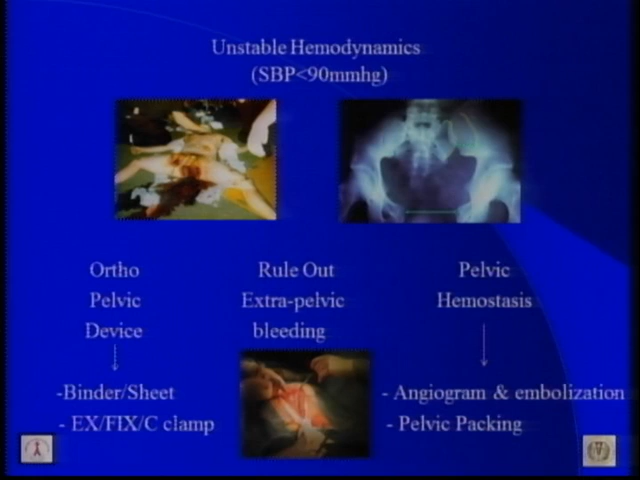 Unstable Hemodynamics
(SBP<90mmhg)
Ortho
Pelvic
Device
-Binder/Sheet
- EX/FIX/C clamp
Rule Out
Extra-pelvic
bleeding
Pelvic
Hemostasis
- Angiogram & embolization
- Pelvic Packing